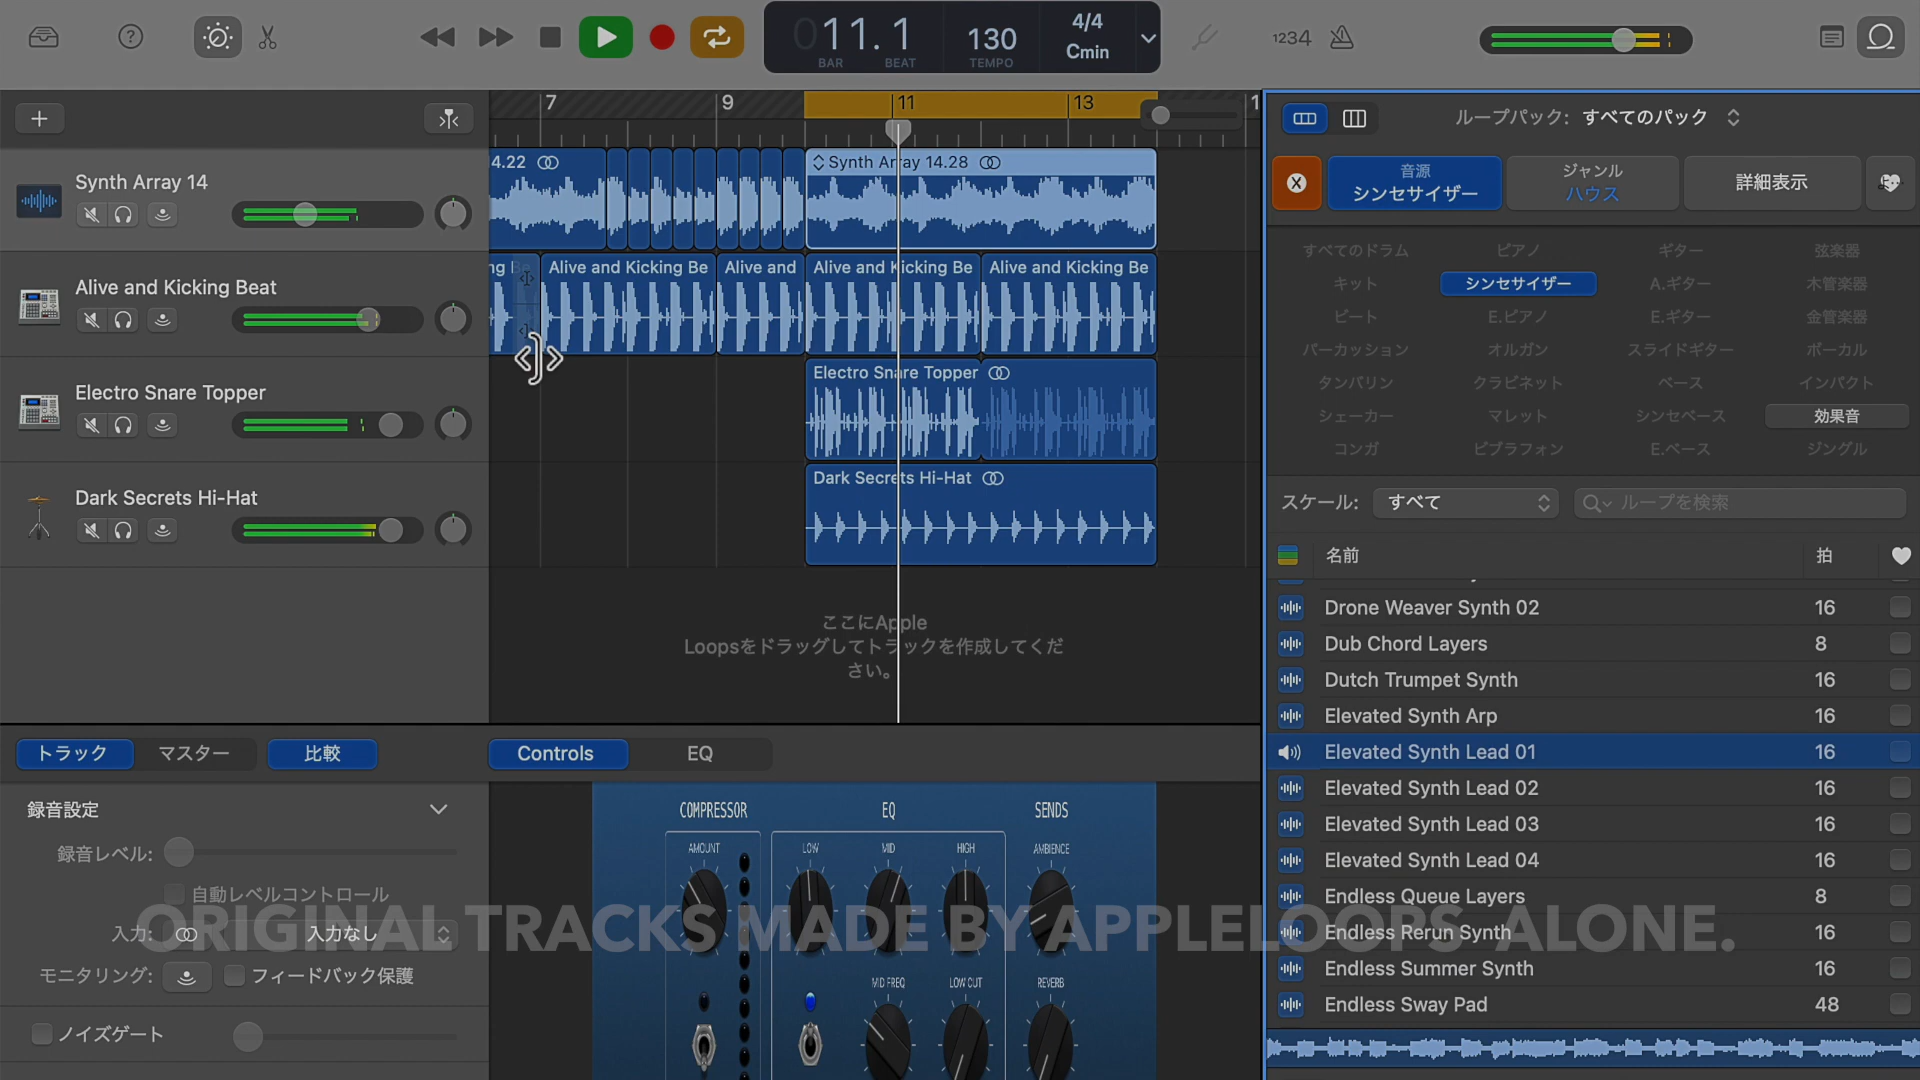 011.1
BAR
BEAT
130
TEMPO
4/4
Cmin
1234
7
9
11
13
1
Synth Array 14
4.22
Synth Array 14.28
Alive and Kicking Beat
Alive and Kicking Be
Alive and
Alive and Kicking Be
Alive and Kicking Be
Electro Snare Topper
Electro Snare Topper
Dark Secrets Hi-Hat
Dark Secrets Hi-Hat
ここにApple
Loopsをドラッグしてトラックを作成してくだ
さい。
ループパック: すべてのパック
音源
シンセサイザー
ジャンル
ハウス
詳細表示
すべてのドラム
ピアノ
ギター
弦楽器
キット
シンセサイザー
A.ギター
木管楽器
ビート
E.ピアノ
E.ギター
金管楽器
パーカッション
オルガン
スライドギター
ボーカル
タンバリン
クラビネット
ベース
インパクト
シェーカー
マレット
シンセベース
効果音
コンガ
ビブラフォン
E.ベース
ジングル
スケール: すべて
ループを検索
名前
拍
Drone Weaver Synth 02 16
Dub Chord Layers 8
Dutch Trumpet Synth 16
Elevated Synth Arp 16
Elevated Synth Lead 01 16
Elevated Synth Lead 02 16
Elevated Synth Lead 03 16
Elevated Synth Lead 04 16
Endless Queue Layers 8
Endless Rerun Synth 16
Endless Summer Synth 16
Endless Sway Pad 48
トラック
マスター
比較
Controls
EQ
録音設定
録音レベル:
自動レベルコントロール
入力: 入力なし
モニタリング:
フィードバック保護
ノイズゲート
COMPRESSOR
EQ
SENDS
AMOUNT
LOW
MID
HIGH
AMBIENCE
MID FREQ
LOW CUT
REVERB
ORIGINAL TRACKS MADE BY APPLELOOPS ALONE.